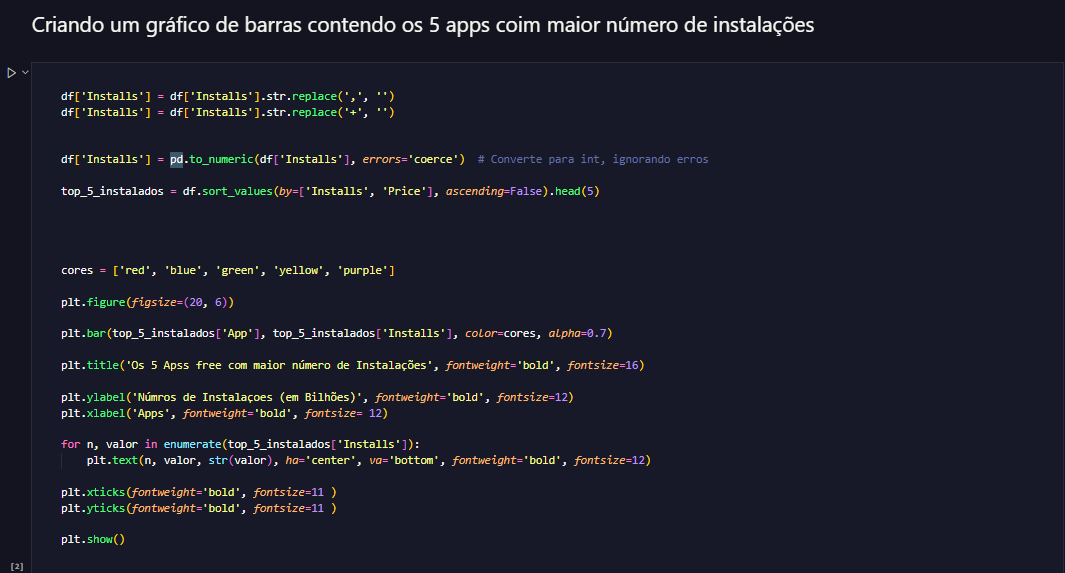 Criando um gráfico de barras contendo os 5 apps coim maior número de instalações
df['Installs'] = df['Installs'].str.replace(',', '')
df['Installs'] = df['Installs'].str.replace('+', '')
df['Installs'] = pd.to_numeric(df['Installs'], errors='coerce')  # Converte para int, ignorando erros
top_5_instalados = df.sort_values(by=['Installs', 'Price'], ascending=False).head(5)
cores = ['red', 'blue', 'green', 'yellow', 'purple']
plt.figure(figsize=(20, 6))
plt.bar(top_5_instalados['App'], top_5_instalados['Installs'], color=cores, alpha=0.7)
plt.title('Os 5 Apss free com maior número de Instalações', fontweight='bold', fontsize=16)
plt.ylabel('Númros de Instalaçoes (em Bilhões)', fontweight='bold', fontsize=12)
plt.xlabel('Apps', fontweight='bold', fontsize= 12)
for n, valor in enumerate(top_5_instalados['Installs']):
    plt.text(n, valor, str(valor), ha='center', va='bottom', fontweight='bold', fontsize=12)
plt.xticks(fontweight='bold', fontsize=11 )
plt.yticks(fontweight='bold', fontsize=11 )
plt.show()
[2]